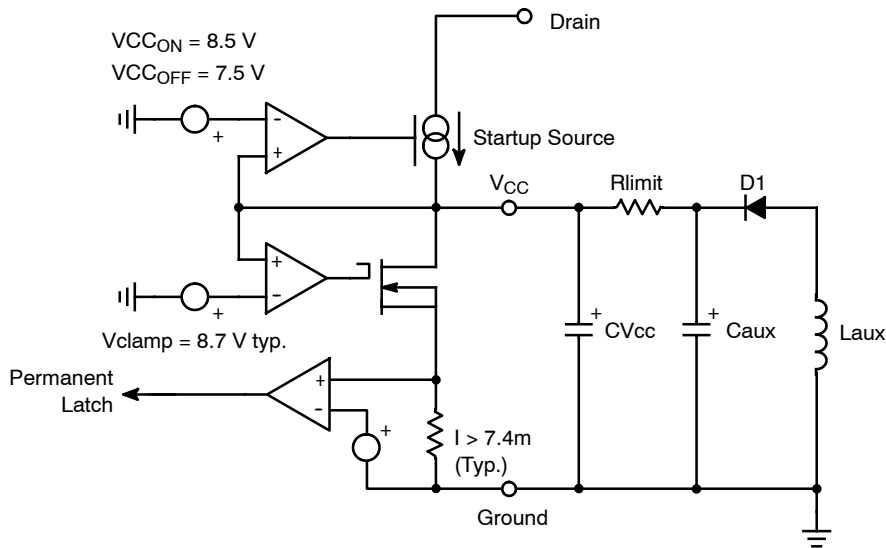 Drain
VCC_ON = 8.5 V
VCC_OFF = 7.5 V
-
+
+
Startup Source
V_CC
Rlimit
D1
+
-
+
Vclamp = 8.7 V typ.
+
CVcc
+
Caux
Laux
Permanent
Latch
+
-
+
I > 7.4m
(Typ.)
Ground